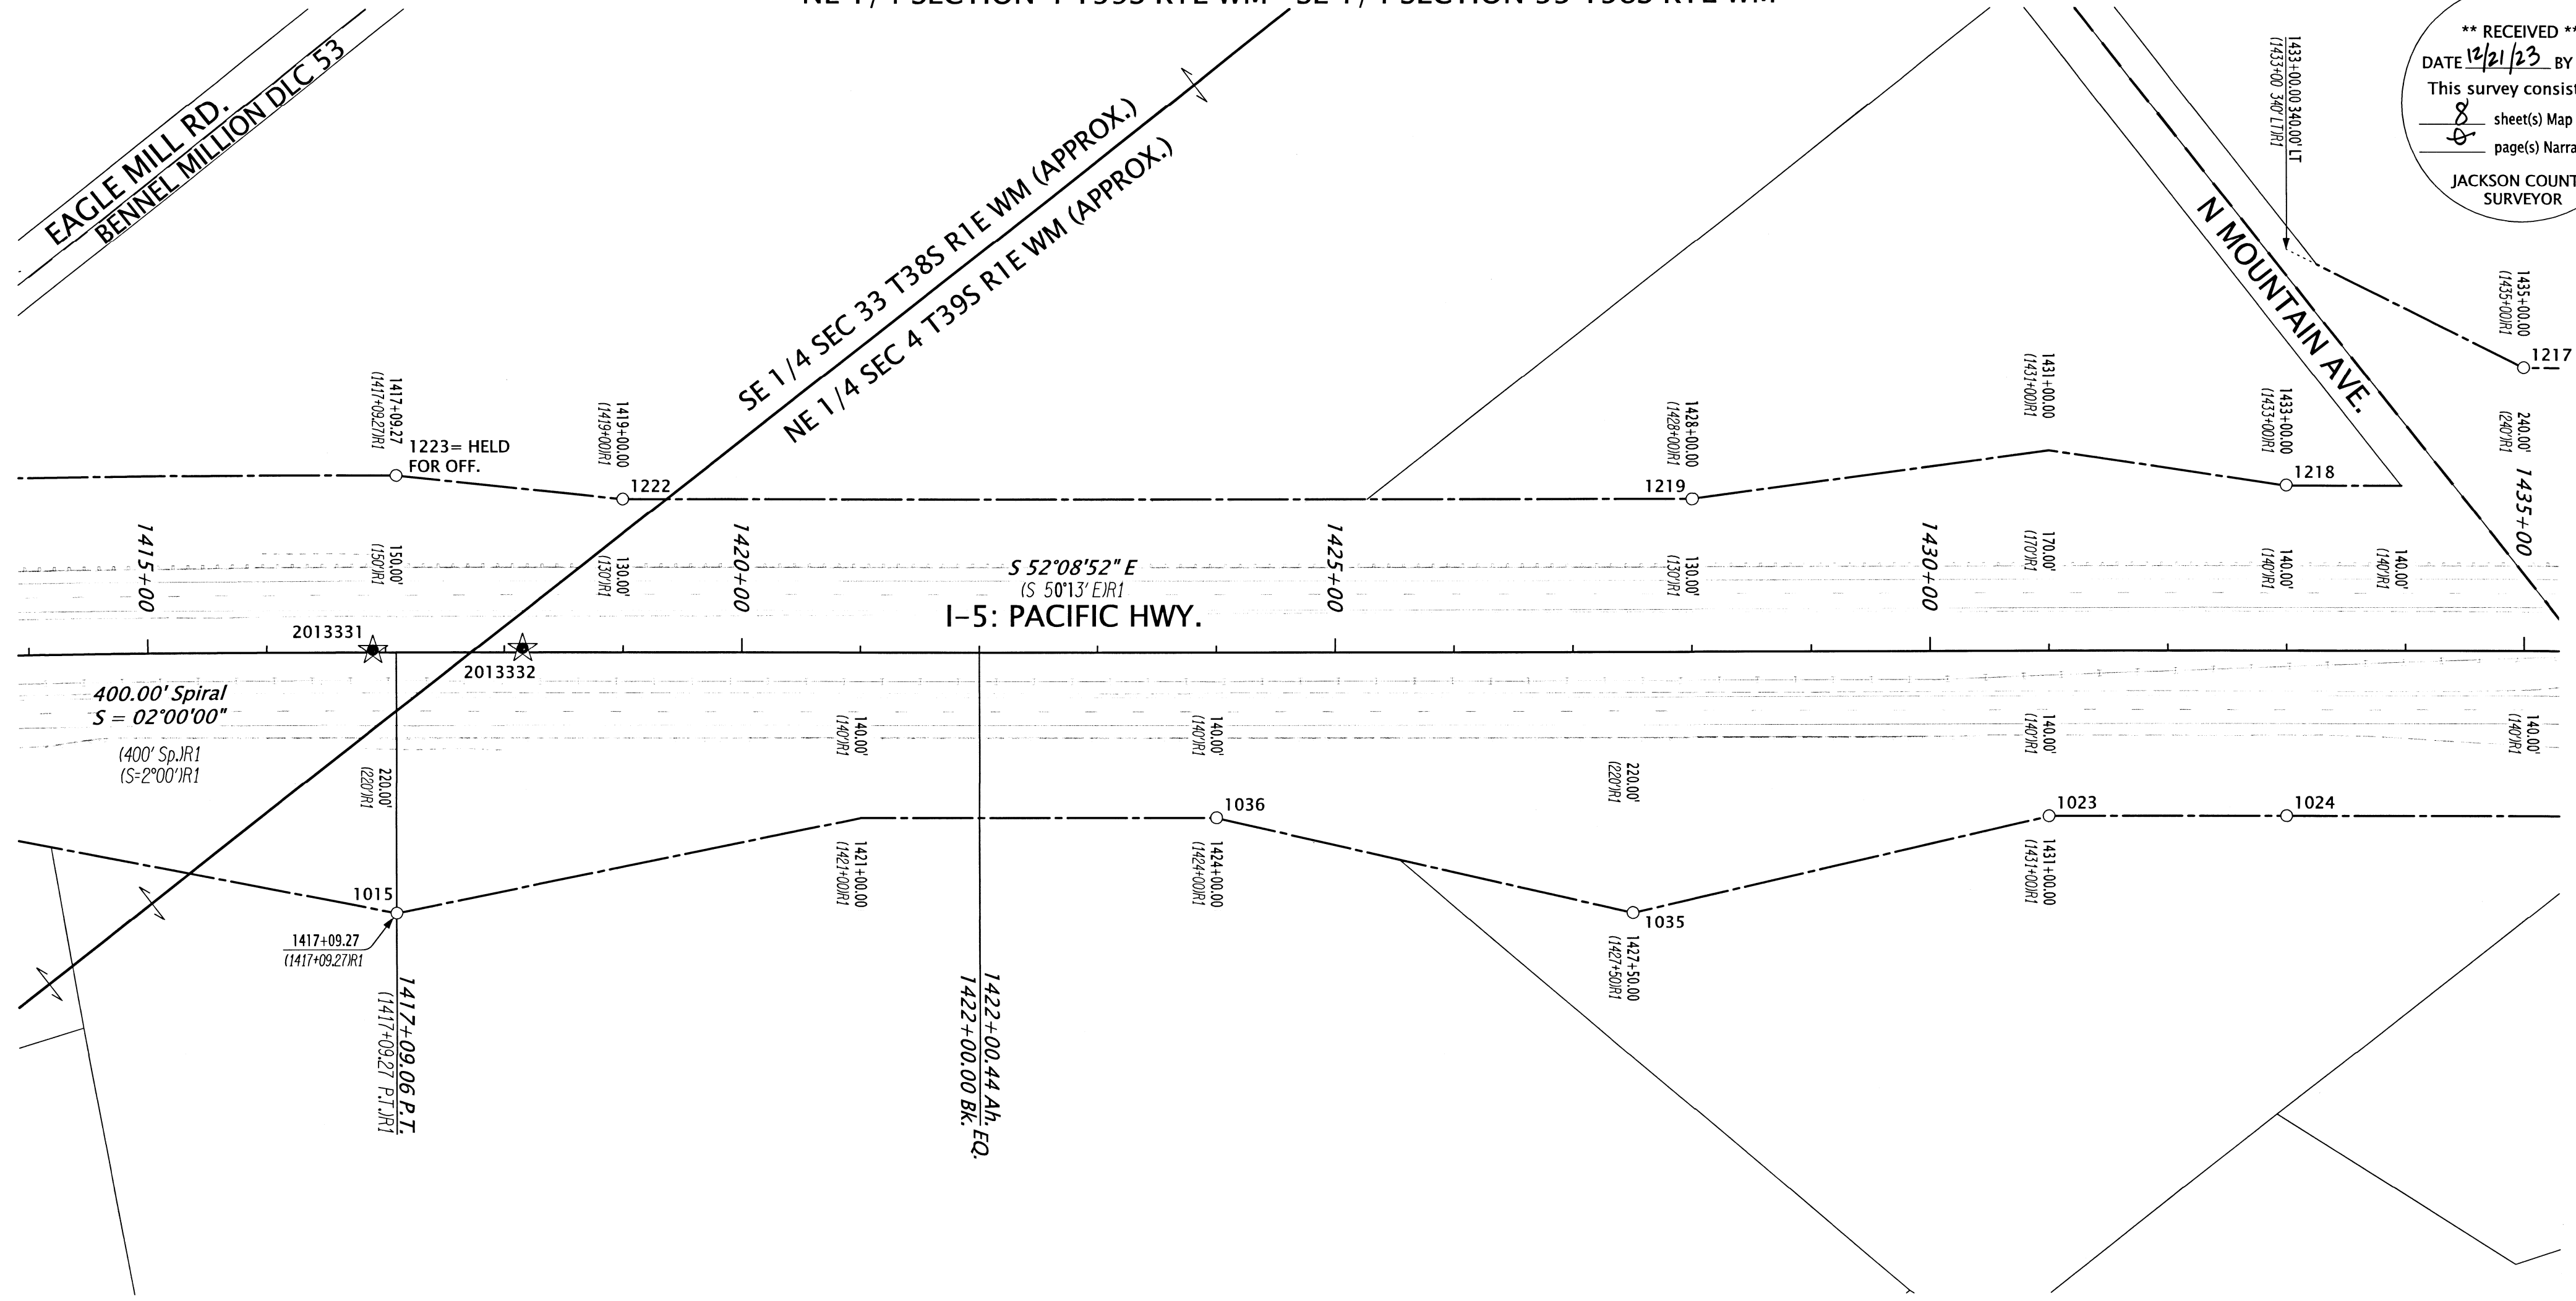 NE 1/4 SECTION 4 T39S R1E WM - SE 1/4 SECTION 33 T38S R1E WM
** RECEIVED **
DATE 12/21/23 BY
This survey consist
8 sheet(s) Map
page(s) Narra
JACKSON COUNT
SURVEYOR
EAGLE MILL RD.
BENNEL MILLION DLC 53
SE 1/4 SEC 33 T38S R1E WM (APPROX.)
NE 1/4 SEC 4 T39S R1E WM (APPROX.)
N MOUNTAIN AVE.
1433+00.00 340.00' LT
(1433+00 340' LT)R1
1435+00.00
(1435+00)R1
1217
240.00'
(240')R1
1435+00
1417+09.27
(1417+09.27)R1
1223= HELD
FOR OFF.
1419+00.00
(1419+00)R1
1222
1428+00.00
(1428+00)R1
1219
1431+00.00
(1431+00)R1
1433+00.00
(1433+00)R1
1218
1415+00
150.00'
(150')R1
130.00'
(130')R1
1420+00
S 52°08'52" E
(S 50°13' E)R1
I-5: PACIFIC HWY.
1425+00
130.00'
(130')R1
1430+00
170.00'
(170')R1
140.00'
(140')R1
140.00'
(140')R1
2013331
2013332
400.00' Spiral
S = 02°00'00"
(400' Sp.)R1
(S=2°00')R1
220.00'
(220')R1
140.00'
(140')R1
140.00'
(140')R1
220.00'
(220')R1
140.00'
(140')R1
140.00'
(140')R1
1015
1417+09.27
(1417+09.27)R1
1421+00.00
(1421+00)R1
1036
1424+00.00
(1424+00)R1
1035
1427+50.00
(1427+50)R1
1023
1431+00.00
(1431+00)R1
1024
1417+09.06 P.T.
(1417+09.27 P.T.)R1
1422+00.44 Ah.
1422+00.00 Bk.
EQ.